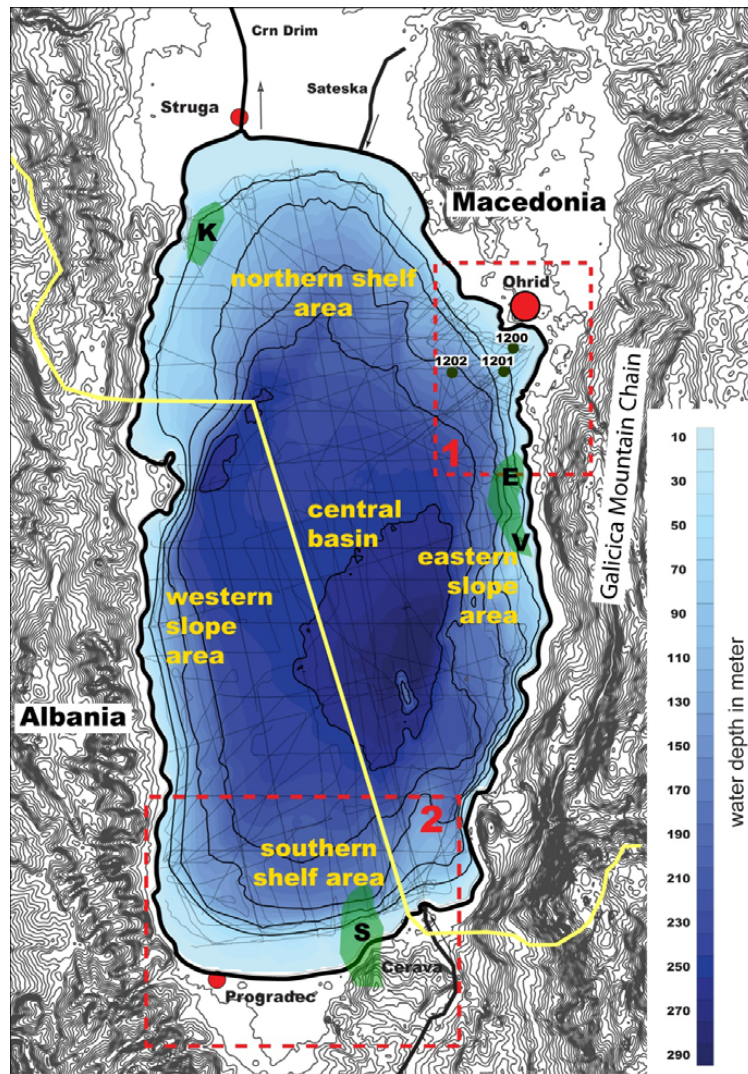 Crn Drim
Sateska
Struga
Macedonia
K
northern shelf
area
Ohrid
1200
1202
1201
1
E
V
Galicica Mountain Chain
central
basin
eastern
slope
area
western
slope
area
Albania
2
southern
shelf area
S
Cerava
Progradec
10
30
50
70
90
110
130
150
170
190
210
230
250
270
290
water depth in meter